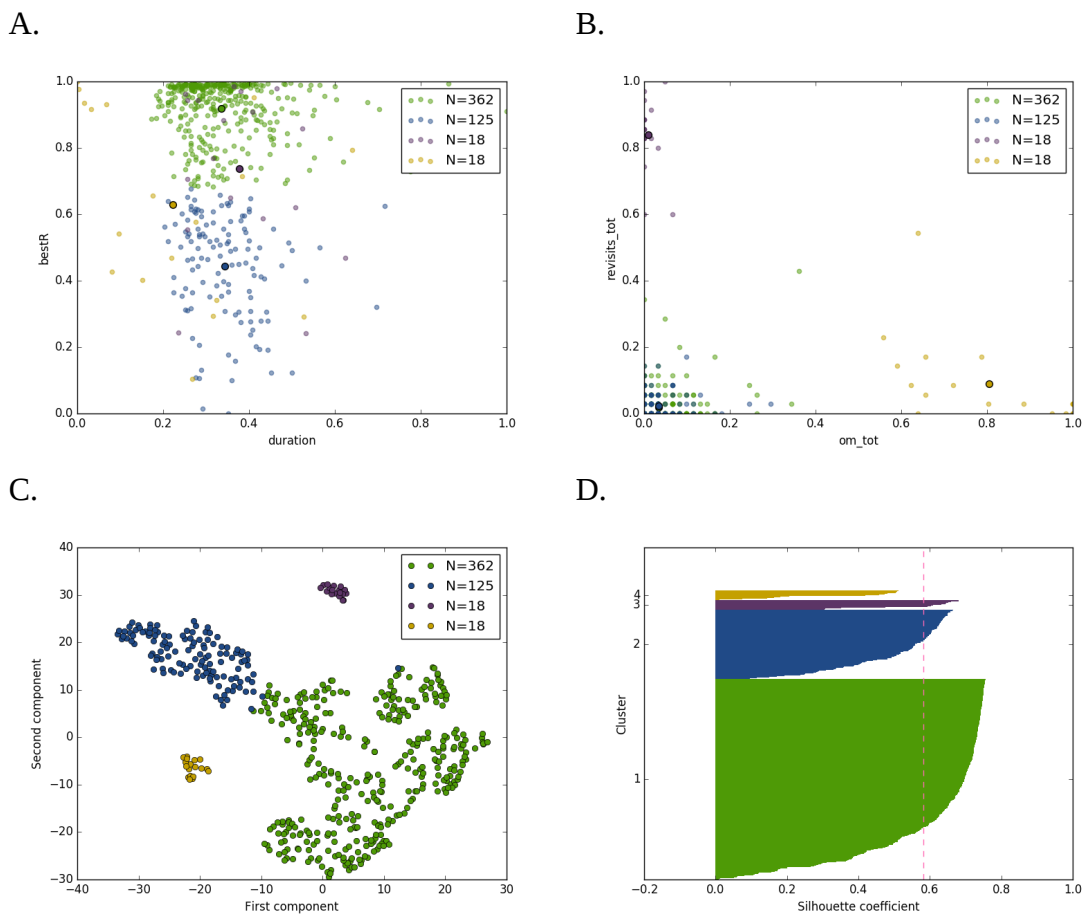 A.
1.0
0.8
0.6
0.4
0.2
0.0
bestR
0.0 0.2 0.4 0.6 0.8 1.0
duration
N=362
N=125
N=18
N=18
B.
1.0
0.8
0.6
0.4
0.2
0.0
revisits_tot
0.0 0.2 0.4 0.6 0.8 1.0
om_tot
N=362
N=125
N=18
N=18
C.
40
30
20
10
0
−10
−20
−30
Second component
−40 −30 −20 −10 0 10 20 30
First component
N=362
N=125
N=18
N=18
D.
4
3
2
1
Cluster
−0.2 0.0 0.2 0.4 0.6 0.8 1.0
Silhouette coefficient